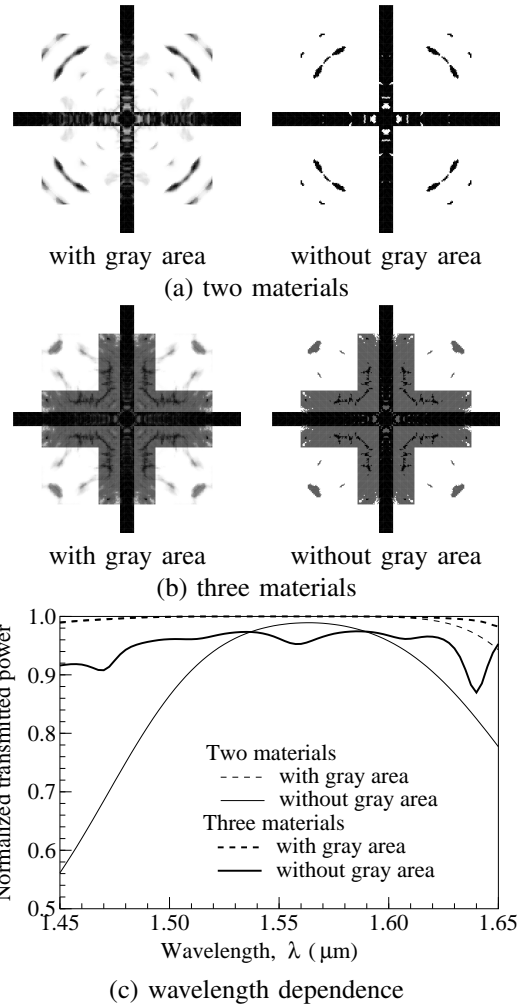 with gray area without gray area
(a) two materials
with gray area without gray area
(b) three materials
Normalized transmitted power
1.0
0.9
0.8
0.7
0.6
0.5
Two materials
with gray area
without gray area
Three materials
with gray area
without gray area
1.45 1.50 1.55 1.60 1.65
Wavelength, λ ( μm)
(c) wavelength dependence